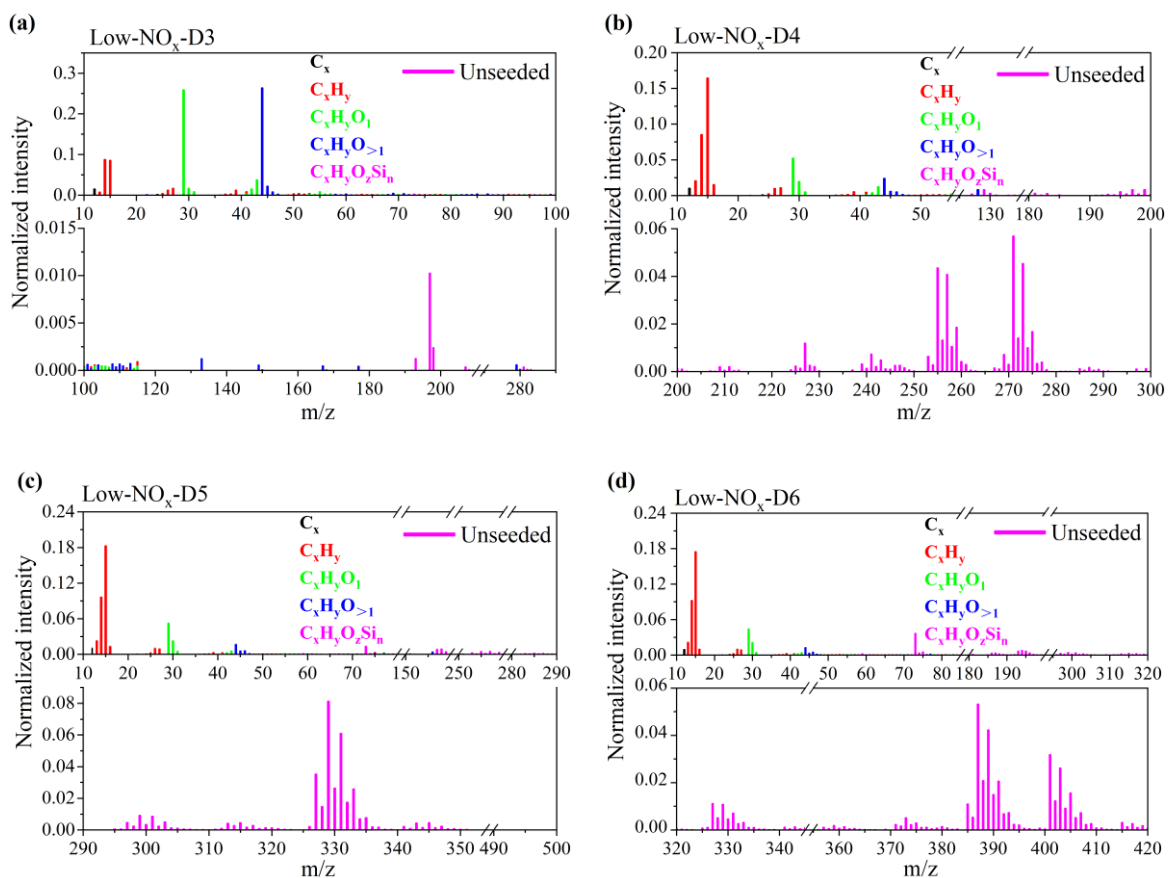 (a)
Low-NOx-D3
Cx
CxHy
CxHyO1
CxHyO>1
CxHyOzSin
Unseeded
0.3
0.2
0.1
0.0
10 20 30 40 50 60 70 80 90 100
0.015
0.010
0.005
0.000
100 120 140 160 180 200 280
m/z
Normalized intensity
(b)
Low-NOx-D4
Cx
CxHy
CxHyO1
CxHyO>1
CxHyOzSin
Unseeded
0.20
0.15
0.10
0.05
0.00
10 20 30 40 50 130 180 190 200
0.06
0.04
0.02
0.00
200 210 220 230 240 250 260 270 280 290 300
m/z
Normalized intensity
(c)
Low-NOx-D5
Cx
CxHy
CxHyO1
CxHyO>1
CxHyOzSin
Unseeded
0.24
0.18
0.12
0.06
0.00
10 20 30 40 50 60 70 150 250 280 290
0.08
0.06
0.04
0.02
0.00
290 300 310 320 330 340 350 490 500
m/z
Normalized intensity
(d)
Low-NOx-D6
Cx
CxHy
CxHyO1
CxHyO>1
CxHyOzSin
Unseeded
0.24
0.18
0.12
0.06
0.00
10 20 30 40 50 60 70 180 190 300 310 320
0.06
0.04
0.02
0.00
320 330 340 360 370 380 390 400 410 420
m/z
Normalized intensity